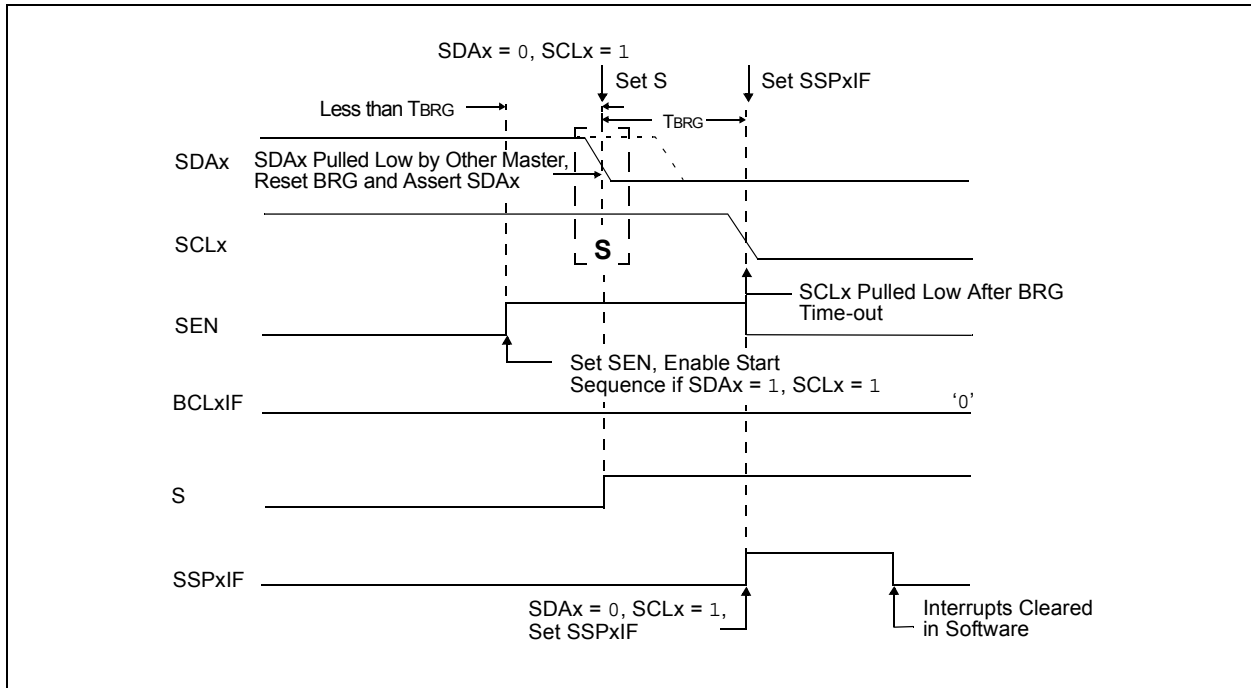 SDAx = 0, SCLx = 1
Set S
Set SSPxIF
Less than TBRG
TBRG
SDAx
SDAx Pulled Low by Other Master,
Reset BRG and Assert SDAx
SCLx
S
SCLx Pulled Low After BRG
Time-out
SEN
Set SEN, Enable Start
Sequence if SDAx = 1, SCLx = 1
BCLxIF
‘0’
S
SSPxIF
SDAx = 0, SCLx = 1,
Set SSPxIF
Interrupts Cleared
in Software